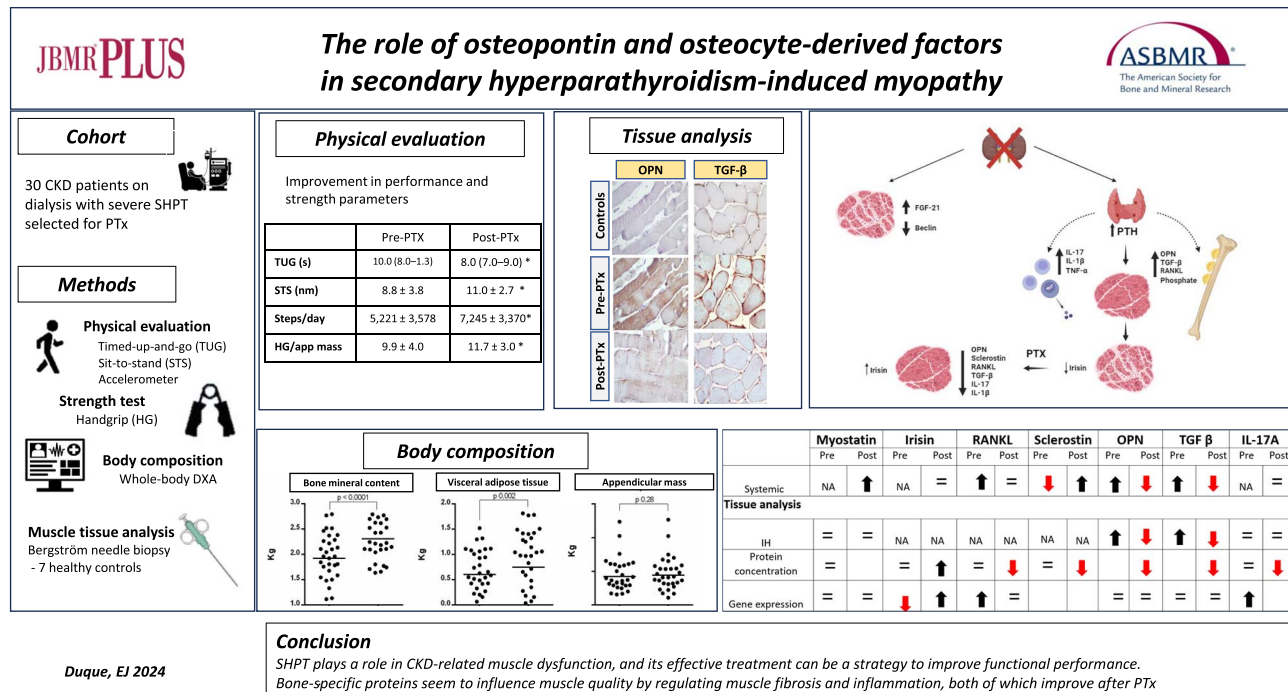 JBMR PLUS
The role of osteopontin and osteocyte-derived factors
in secondary hyperparathyroidism-induced myopathy
ASBMR
The American Society for
Bone and Mineral Research
Cohort
30 CKD patients on
dialysis with severe SHPT
selected for PTx
Methods
Physical evaluation
Timed-up-and-go (TUG)
Sit-to-stand (STS)
Accelerometer
Strength test
Handgrip (HG)
Body composition
Whole-body DXA
Muscle tissue analysis
Bergström needle biopsy
- 7 healthy controls
Physical evaluation
Improvement in performance and
strength parameters
Pre-PTX Post-PTx
TUG (s) 10.0 (8.0–1.3) 8.0 (7.0–9.0) *
STS (nm) 8.8 ± 3.8 11.0 ± 2.7 *
Steps/day 5,221 ± 3,578 7,245 ± 3,370*
HG/app mass 9.9 ± 4.0 11.7 ± 3.0 *
Tissue analysis
OPN TGF-β
Controls
Pre-PTx
Post-PTx
FGF-21
Beclin
PTH
IL-17
IL-1β
TNF-α
OPN
TGF-β
RANKL
Phosphate
↑ Irisin
OPN
Sclerostin
RANKL
TGF-β
IL-17
IL-1β
PTX
↓ Irisin
Body composition
Bone mineral content
p < 0,0001
Kg
3.0
2.5
2.0
1.5
1.0
Visceral adipose tissue
p 0.002
Kg
2.0
1.5
1.0
0.5
0.0
Appendicular mass
p 0,28
Kg
Myostatin Irisin RANKL Sclerostin OPN TGF β IL-17A
Pre Post Pre Post Pre Post Pre Post Pre Post Pre Post Pre Post
Systemic NA ⬆ NA = ⬆ = ⬇ ⬆ ⬆ ⬇ ⬆ ⬇ NA =
Tissue analysis
IH = = NA NA NA NA NA NA ⬆ ⬇ ⬆ ⬇ = =
Protein
concentration = = ⬆ = ⬇ = ⬇ ⬇ ⬇ = ⬇
Gene expression = = ⬇ ⬆ ⬆ = = = = = ⬆
Conclusion
SHPT plays a role in CKD-related muscle dysfunction, and its effective treatment can be a strategy to improve functional performance.
Bone-specific proteins seem to influence muscle quality by regulating muscle fibrosis and inflammation, both of which improve after PTx
Duque, EJ 2024